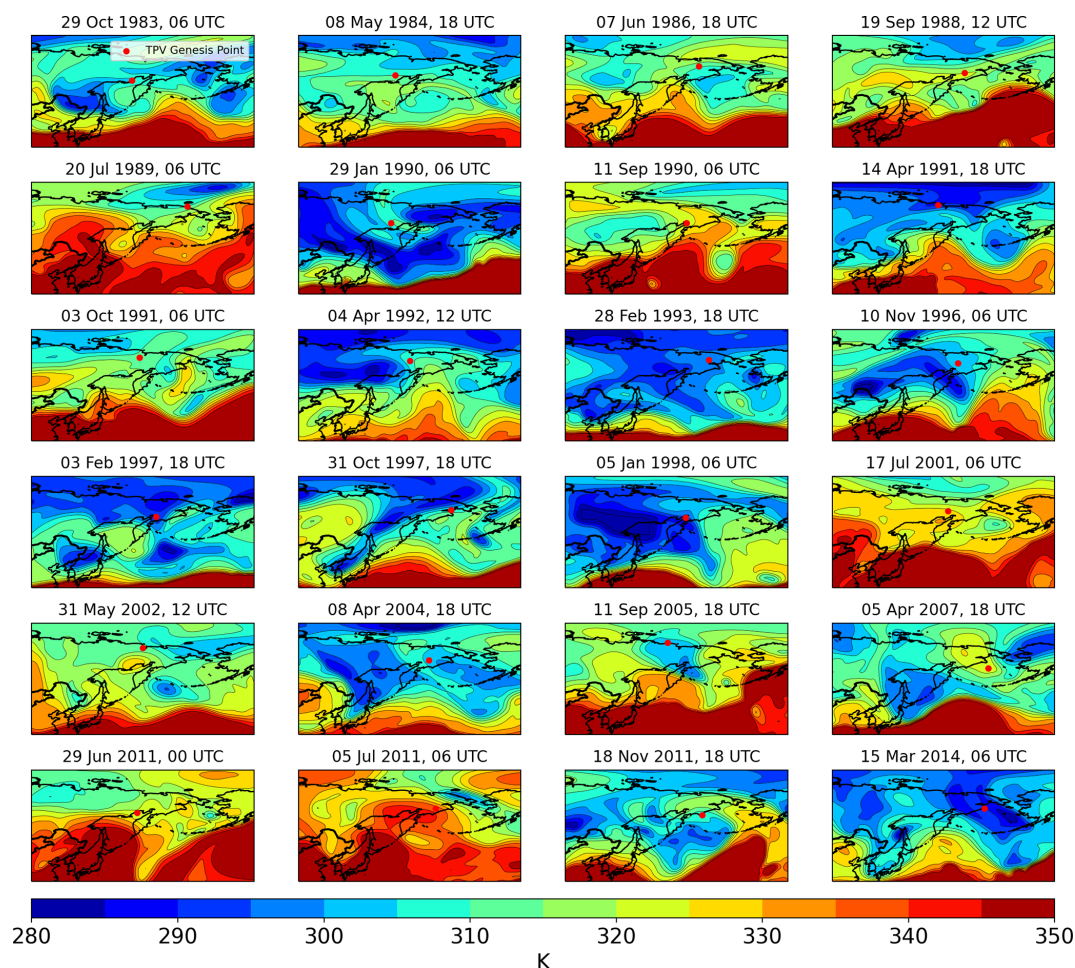 29 Oct 1983, 06 UTC
08 May 1984, 18 UTC
07 Jun 1986, 18 UTC
19 Sep 1988, 12 UTC
TPV Genesis Point
20 Jul 1989, 06 UTC
29 Jan 1990, 06 UTC
11 Sep 1990, 06 UTC
14 Apr 1991, 18 UTC
03 Oct 1991, 06 UTC
04 Apr 1992, 12 UTC
28 Feb 1993, 18 UTC
10 Nov 1996, 06 UTC
03 Feb 1997, 18 UTC
31 Oct 1997, 18 UTC
05 Jan 1998, 06 UTC
17 Jul 2001, 06 UTC
31 May 2002, 12 UTC
08 Apr 2004, 18 UTC
11 Sep 2005, 18 UTC
05 Apr 2007, 18 UTC
29 Jun 2011, 00 UTC
05 Jul 2011, 06 UTC
18 Nov 2011, 18 UTC
15 Mar 2014, 06 UTC
280 290 300 310 320 330 340 350
K